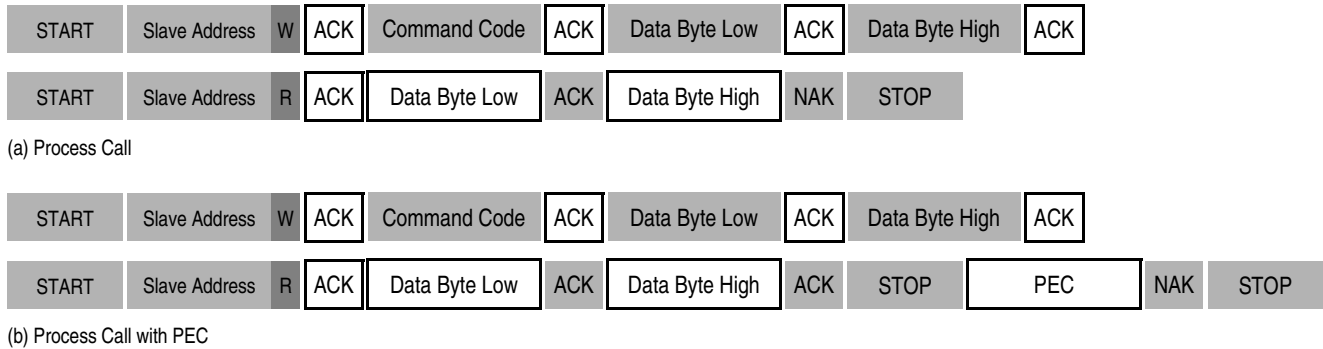 START Slave Address W ACK Command Code ACK Data Byte Low ACK Data Byte High ACK
START Slave Address R ACK Data Byte Low ACK Data Byte High NAK STOP
(a) Process Call
START Slave Address W ACK Command Code ACK Data Byte Low ACK Data Byte High ACK
START Slave Address R ACK Data Byte Low ACK Data Byte High ACK STOP PEC NAK STOP
(b) Process Call with PEC